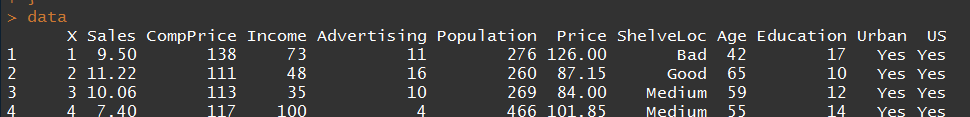 > data
X Sales CompPrice Income Advertising Population Price ShelveLoc Age Education Urban US
1 1 9.50 138 73 11 276 126.00 Bad 42 17 Yes Yes
2 2 11.22 111 48 16 260 87.15 Good 65 10 Yes Yes
3 3 10.06 113 35 10 269 84.00 Medium 59 12 Yes Yes
4 4 7.40 117 100 4 466 101.85 Medium 55 14 Yes Yes